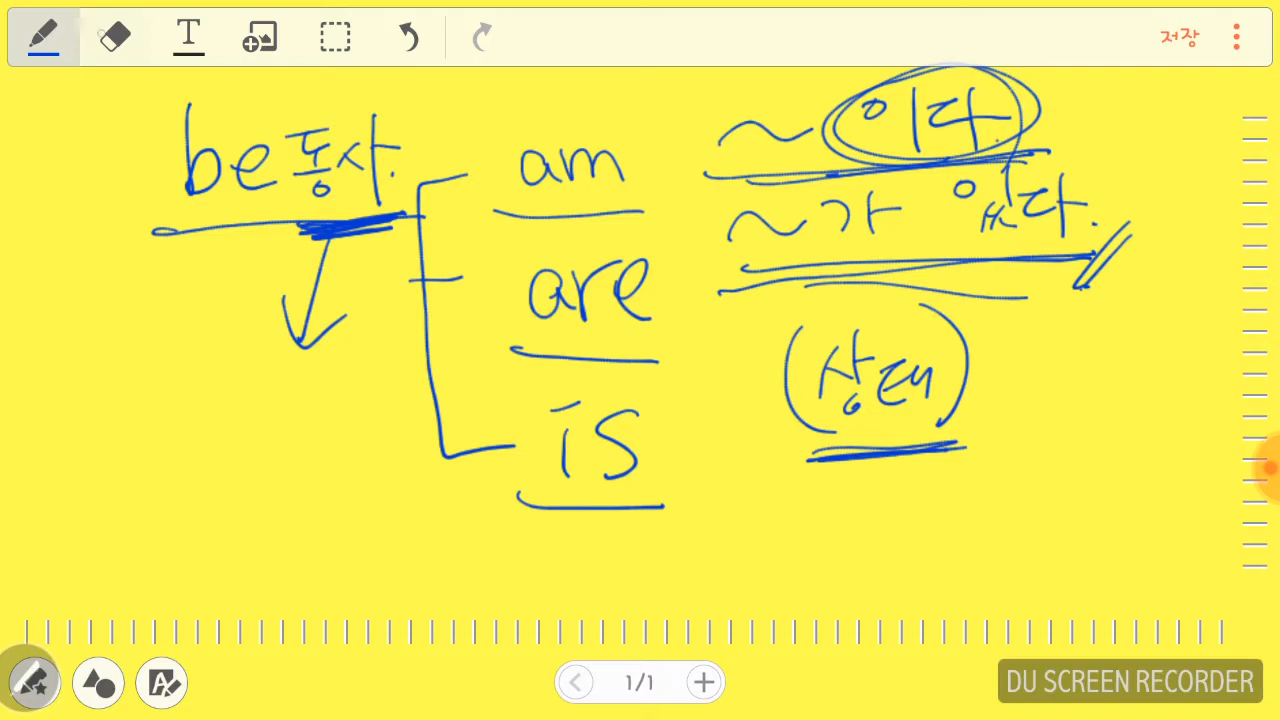 저장
be동사. am ~이다
~가 있다.
are
(상태)
is
1/1
DU SCREEN RECORDER